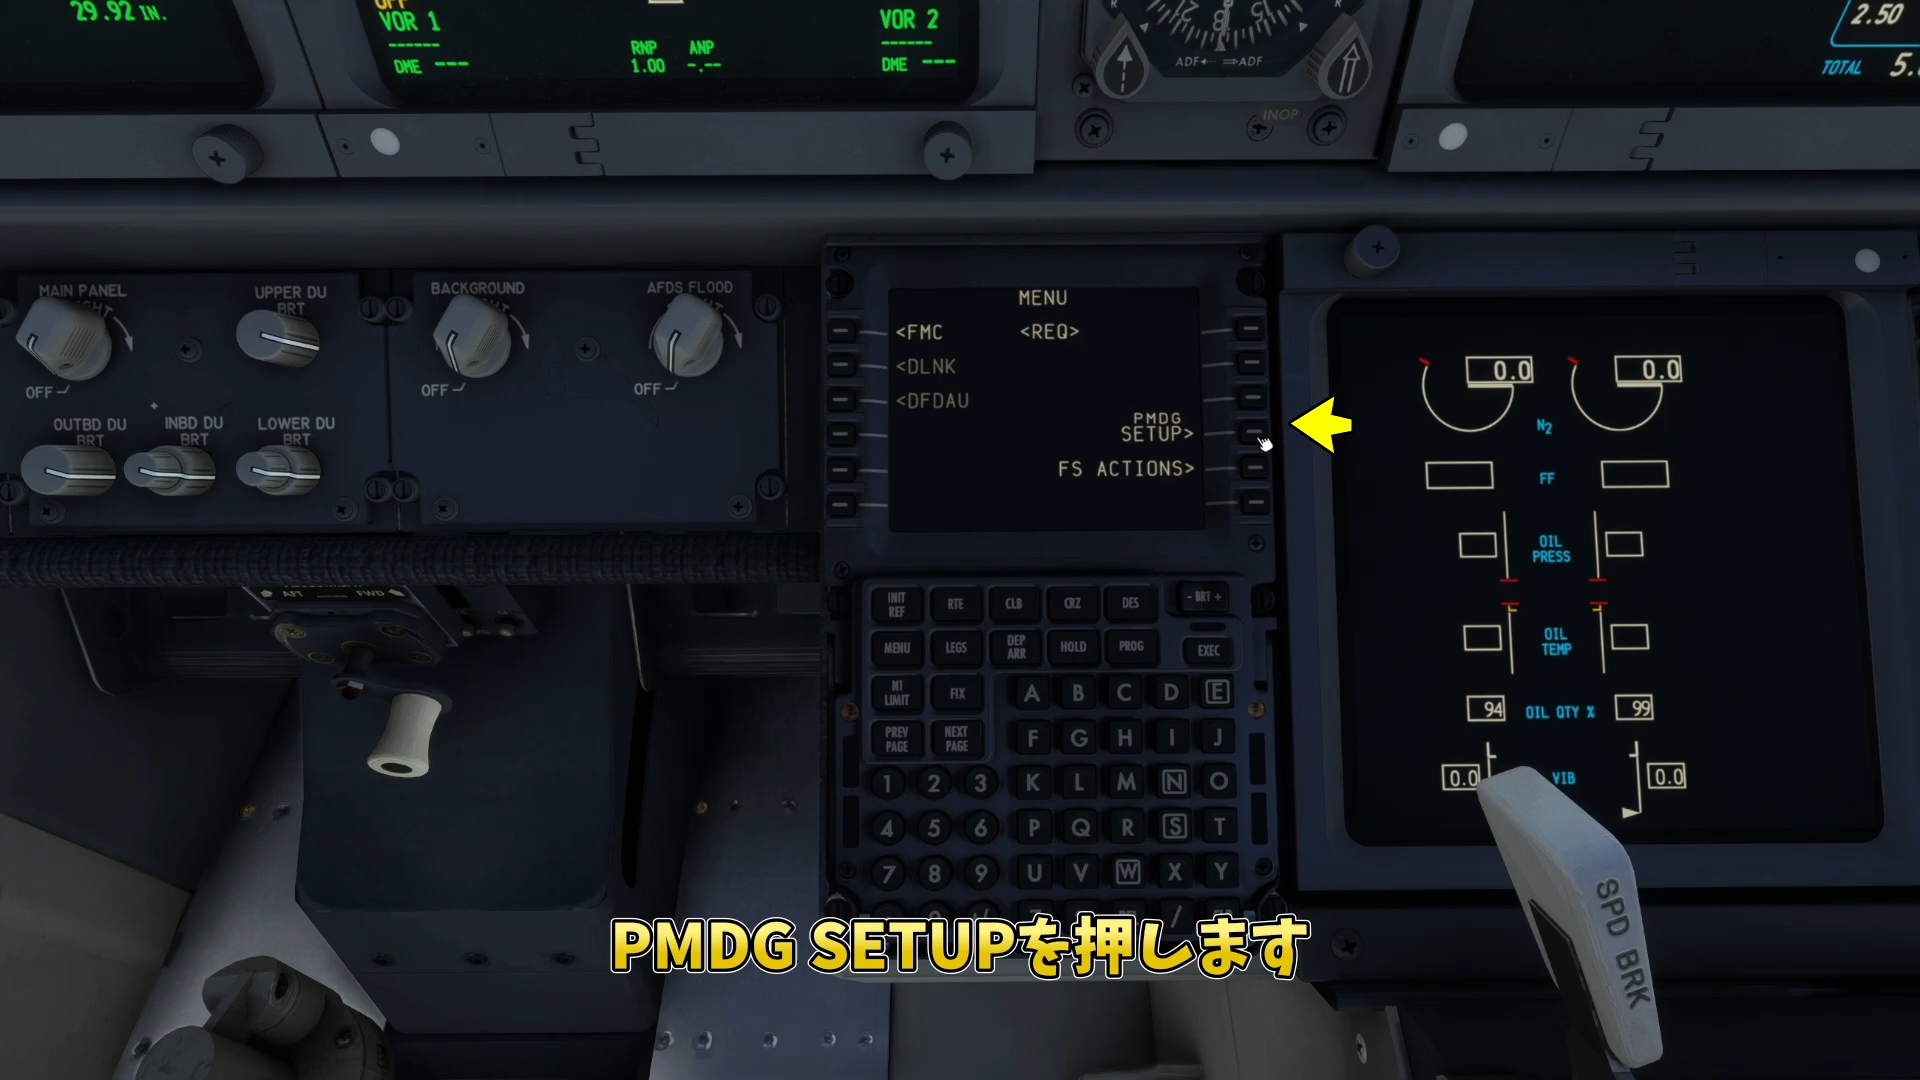 29.92 IN.
OFF
VOR 1
VOR 2
RNP ANP
1.00 -.--
DME ---
DME ---
ADF ADF
INOP
2.50
TOTAL 5.
MAIN PANEL
UPPER DU
BRT
BACKGROUND
AFDS FLOOD
OFF
OFF
OFF
OUTBD DU
BRT
INBD DU
BRT
LOWER DU
BRT
AFT FWD
MENU
<FMC <REQ>
<DLNK
<DFDAU
PMDG
SETUP>
FS ACTIONS>
INIT
REF
RTE
CLB
CRZ
DES
- BRT +
MENU
LEGS
DEP
ARR
HOLD
PROG
EXEC
N1
LIMIT
FIX
A B C D E
PREV
PAGE
NEXT
PAGE
F G H I J
1 2 3 K L M N O
4 5 6 P Q R S T
7 8 9 U V W X Y
/
0.0 0.0
N2
FF
OIL
PRESS
OIL
TEMP
94 OIL QTY % 99
0.0 VIB 0.0
SPD BRK
PMDG SETUPを押します